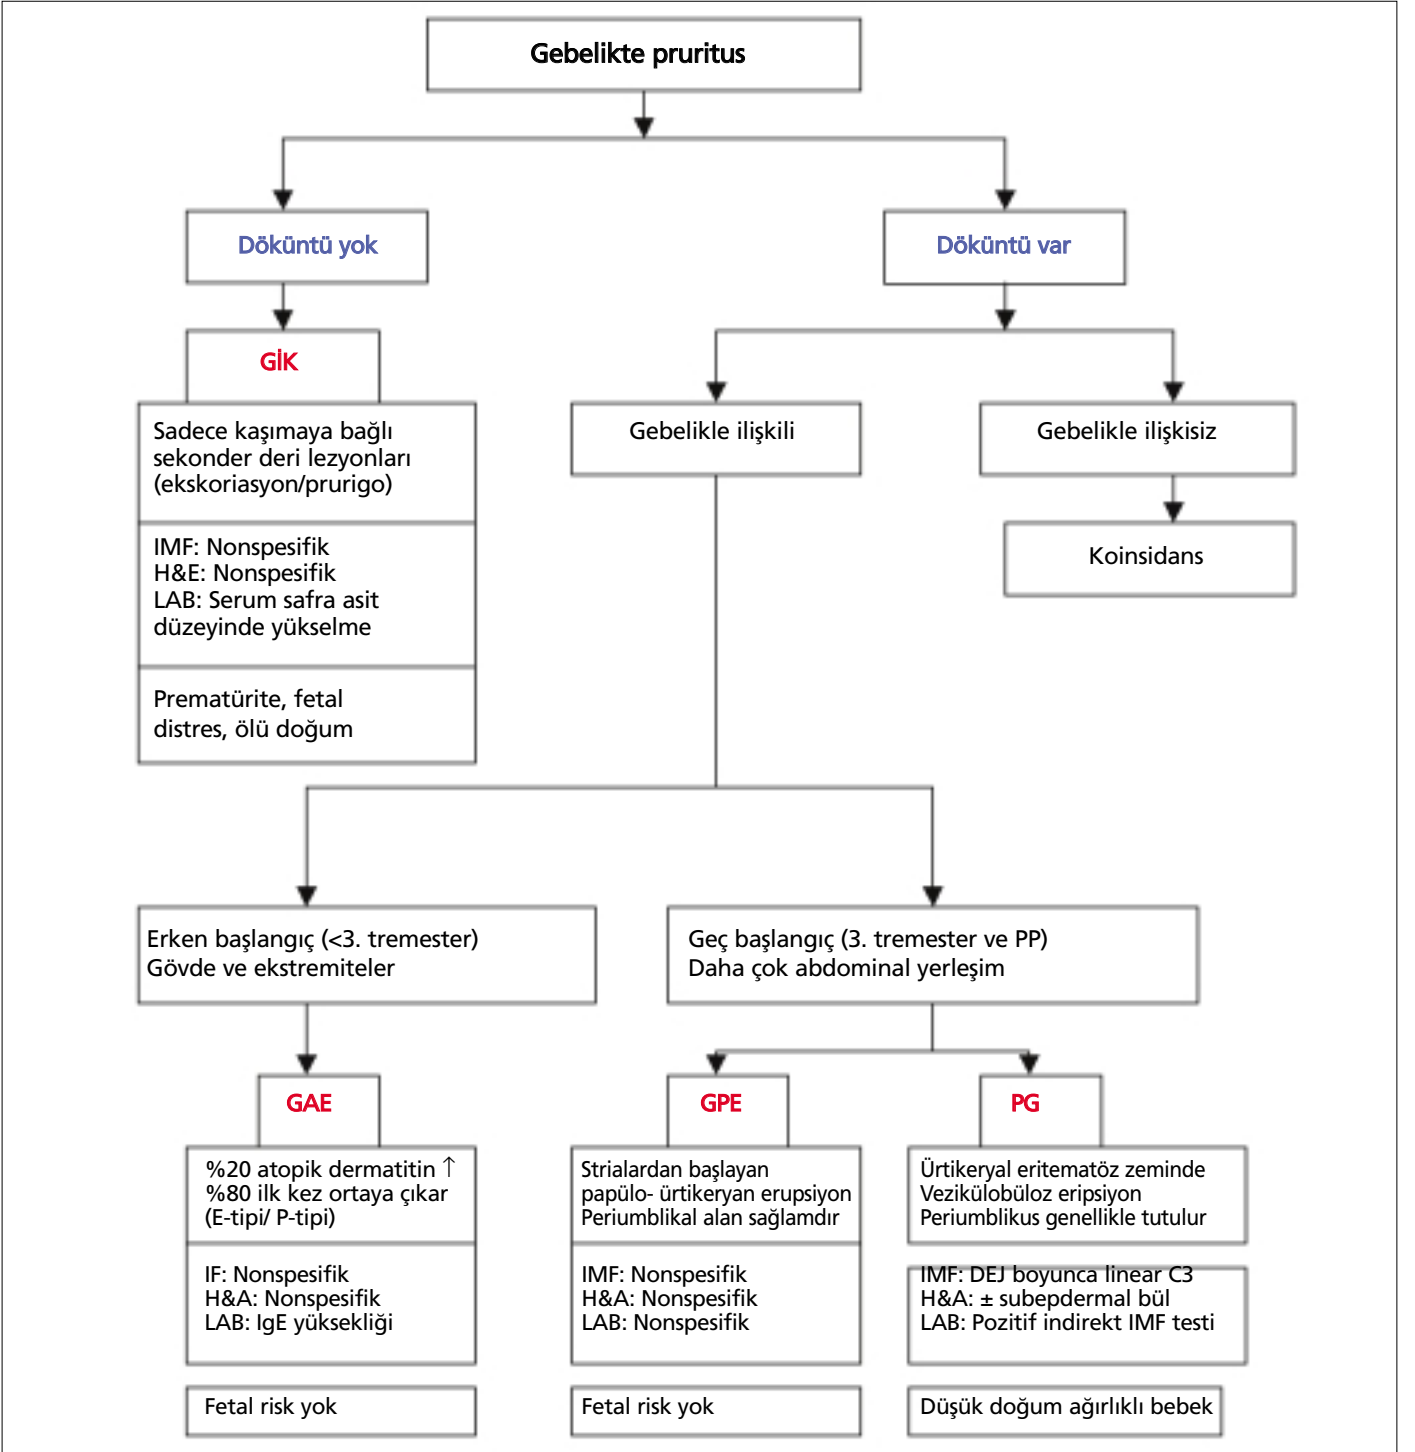 Gebelikte pruritus
Döküntü yok
Döküntü var
GİK
Sadece kaşımaya bağlı
sekonder deri lezyonları
(ekskoriasyon/prurigo)
IMF: Nonspesifik
H&E: Nonspesifik
LAB: Serum safra asit
düzeyinde yükselme
Prematürite, fetal
distres, ölü doğum
Gebelikle ilişkili
Gebelikle ilişkisiz
Koinsidans
Erken başlangıç (<3. tremester)
Gövde ve ekstremiteler
Geç başlangıç (3. tremester ve PP)
Daha çok abdominal yerleşim
GAE
%20 atopik dermatitin ↑
%80 ilk kez ortaya çıkar
(E-tipi/ P-tipi)
IF: Nonspesifik
H&A: Nonspesifik
LAB: IgE yüksekliği
Fetal risk yok
GPE
Strialardan başlayan
papülo- ürtikeryan erupsiyon
Periumblikal alan sağlamdır
IMF: Nonspesifik
H&A: Nonspesifik
LAB: Nonspesifik
Fetal risk yok
PG
Ürtikeryal eritematöz zeminde
Vezikülobüloz eripsiyon
Periumblikus genellikle tutulur
IMF: DEJ boyunca linear C3
H&A: ± subepdermal bül
LAB: Pozitif indirekt IMF testi
Düşük doğum ağırlıklı bebek